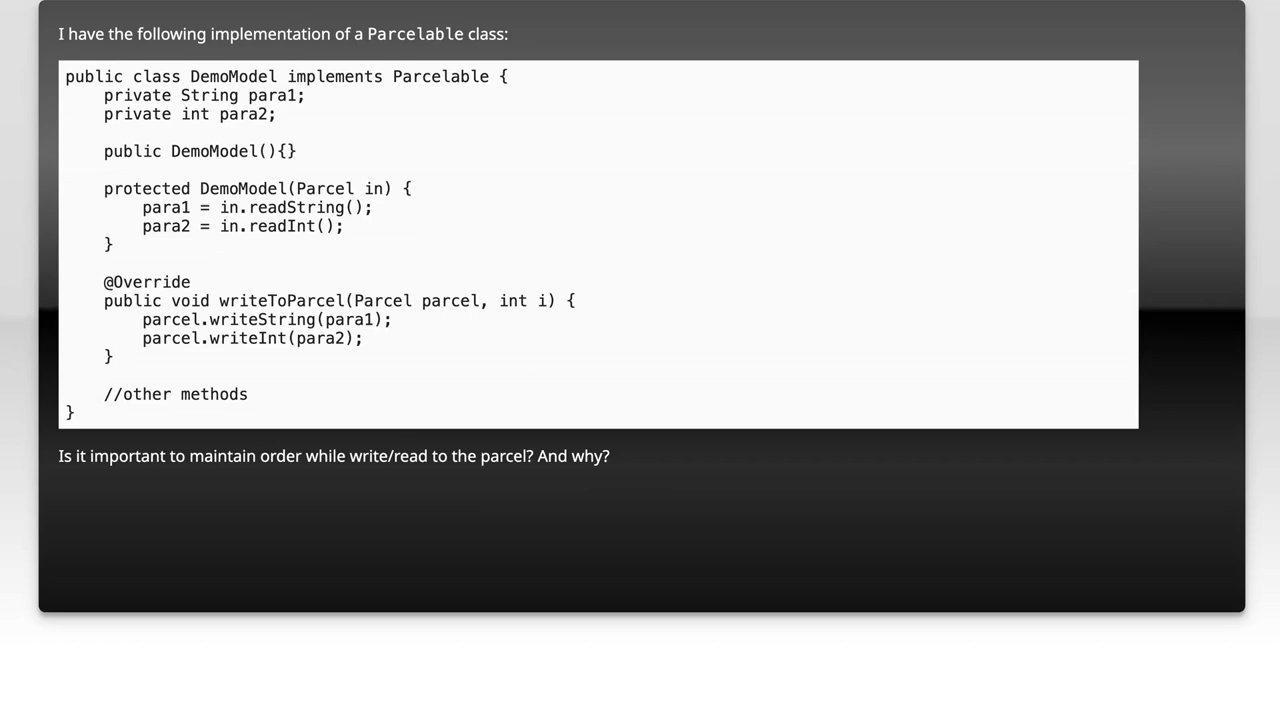 I have the following implementation of a Parcelable class:
public class DemoModel implements Parcelable {
    private String para1;
    private int para2;
    public DemoModel(){}
    protected DemoModel(Parcel in) {
        para1 = in.readString();
        para2 = in.readInt();
    }
    @Override
    public void writeToParcel(Parcel parcel, int i) {
        parcel.writeString(para1);
        parcel.writeInt(para2);
    }
    //other methods
}
Is it important to maintain order while write/read to the parcel? And why?